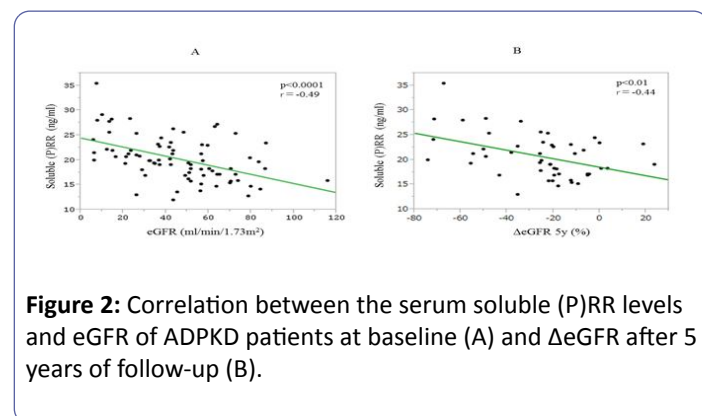 A
B
p<0.0001
r = -0.49
Soluble (P)RR (ng/ml)
35
30
25
20
15
10
0 20 40 60 80 100 120
eGFR (ml/min/1.73m²)
p<0.01
r = -0.44
Soluble (P)RR (ng/ml)
35
30
25
20
15
10
-80 -60 -40 -20 0 20
ΔeGFR 5y (%)
Figure 2: Correlation between the serum soluble (P)RR levels
and eGFR of ADPKD patients at baseline (A) and ΔeGFR after 5
years of follow-up (B).